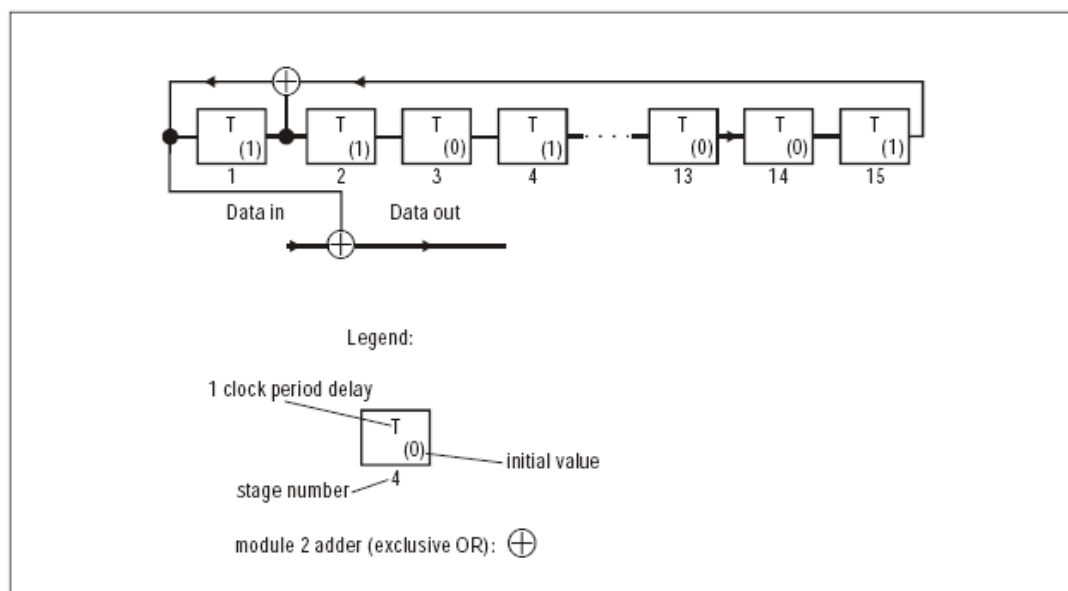 T T T T T T T
(1) (1) (0) (1) . . . . (0) (0) (1)
1 2 3 4 13 14 15
Data in Data out
Legend:
1 clock period delay
T
(0)
initial value
stage number 4
module 2 adder (exclusive OR):